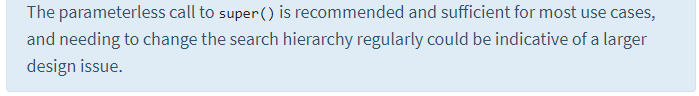 The parameterless call to super() is recommended and sufficient for most use cases,
and needing to change the search hierarchy regularly could be indicative of a larger
design issue.